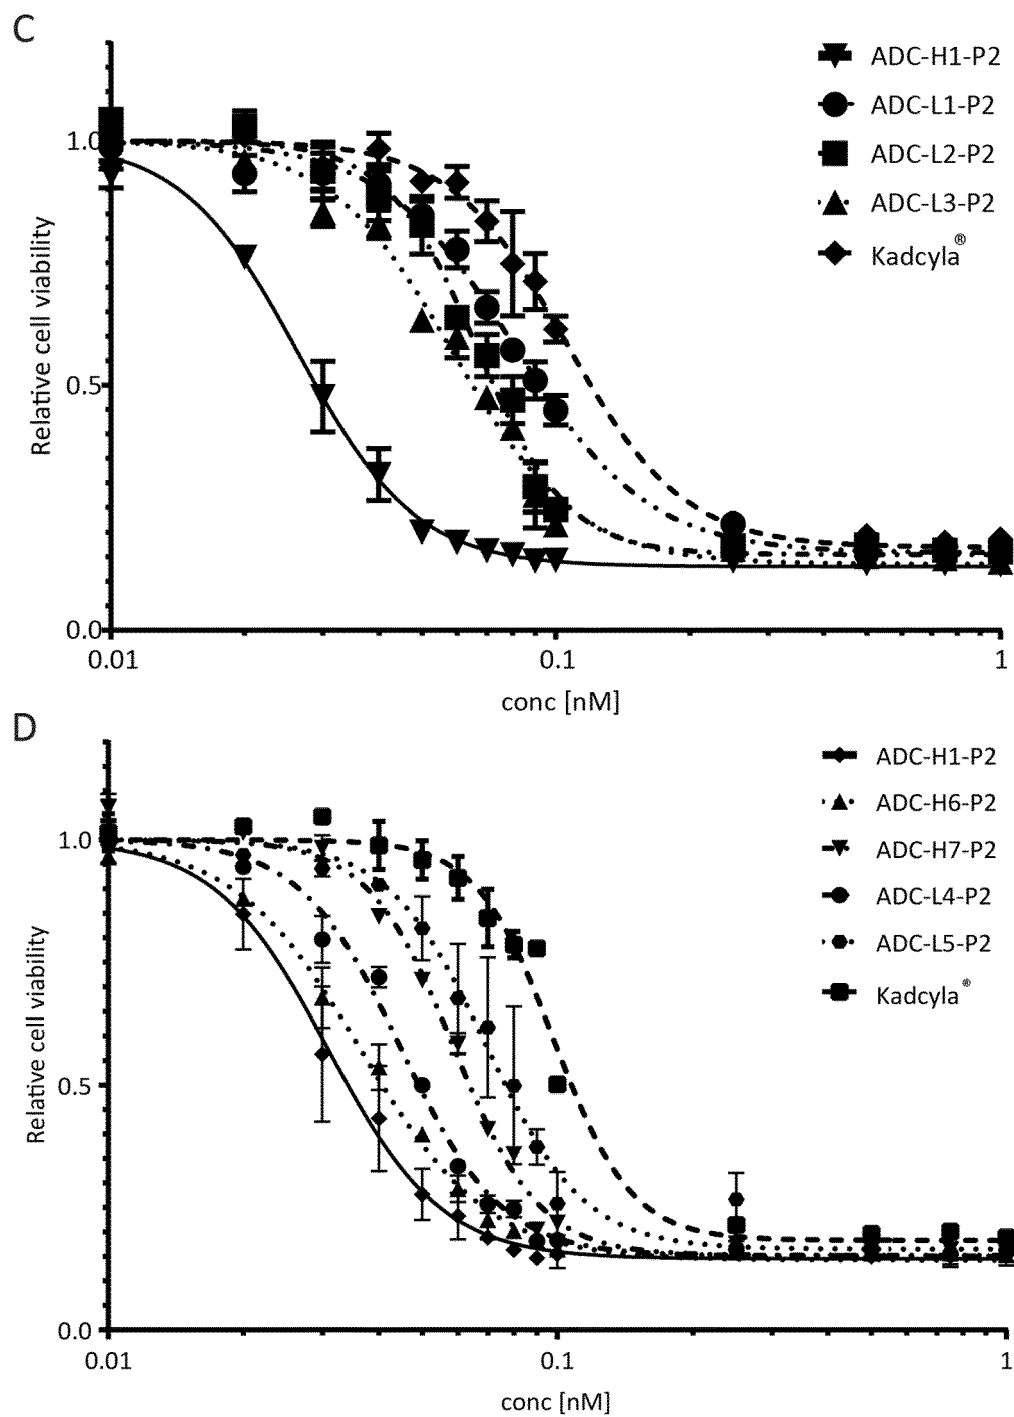 C
ADC-H1-P2
ADC-L1-P2
ADC-L2-P2
ADC-L3-P2
Kadcyla®
Relative cell viability
1.0
0.5
0.0
0.01 0.1 1
conc [nM]
D
ADC-H1-P2
ADC-H6-P2
ADC-H7-P2
ADC-L4-P2
ADC-L5-P2
Kadcyla®
Relative cell viability
1.0
0.5
0.0
0.01 0.1 1
conc [nM]